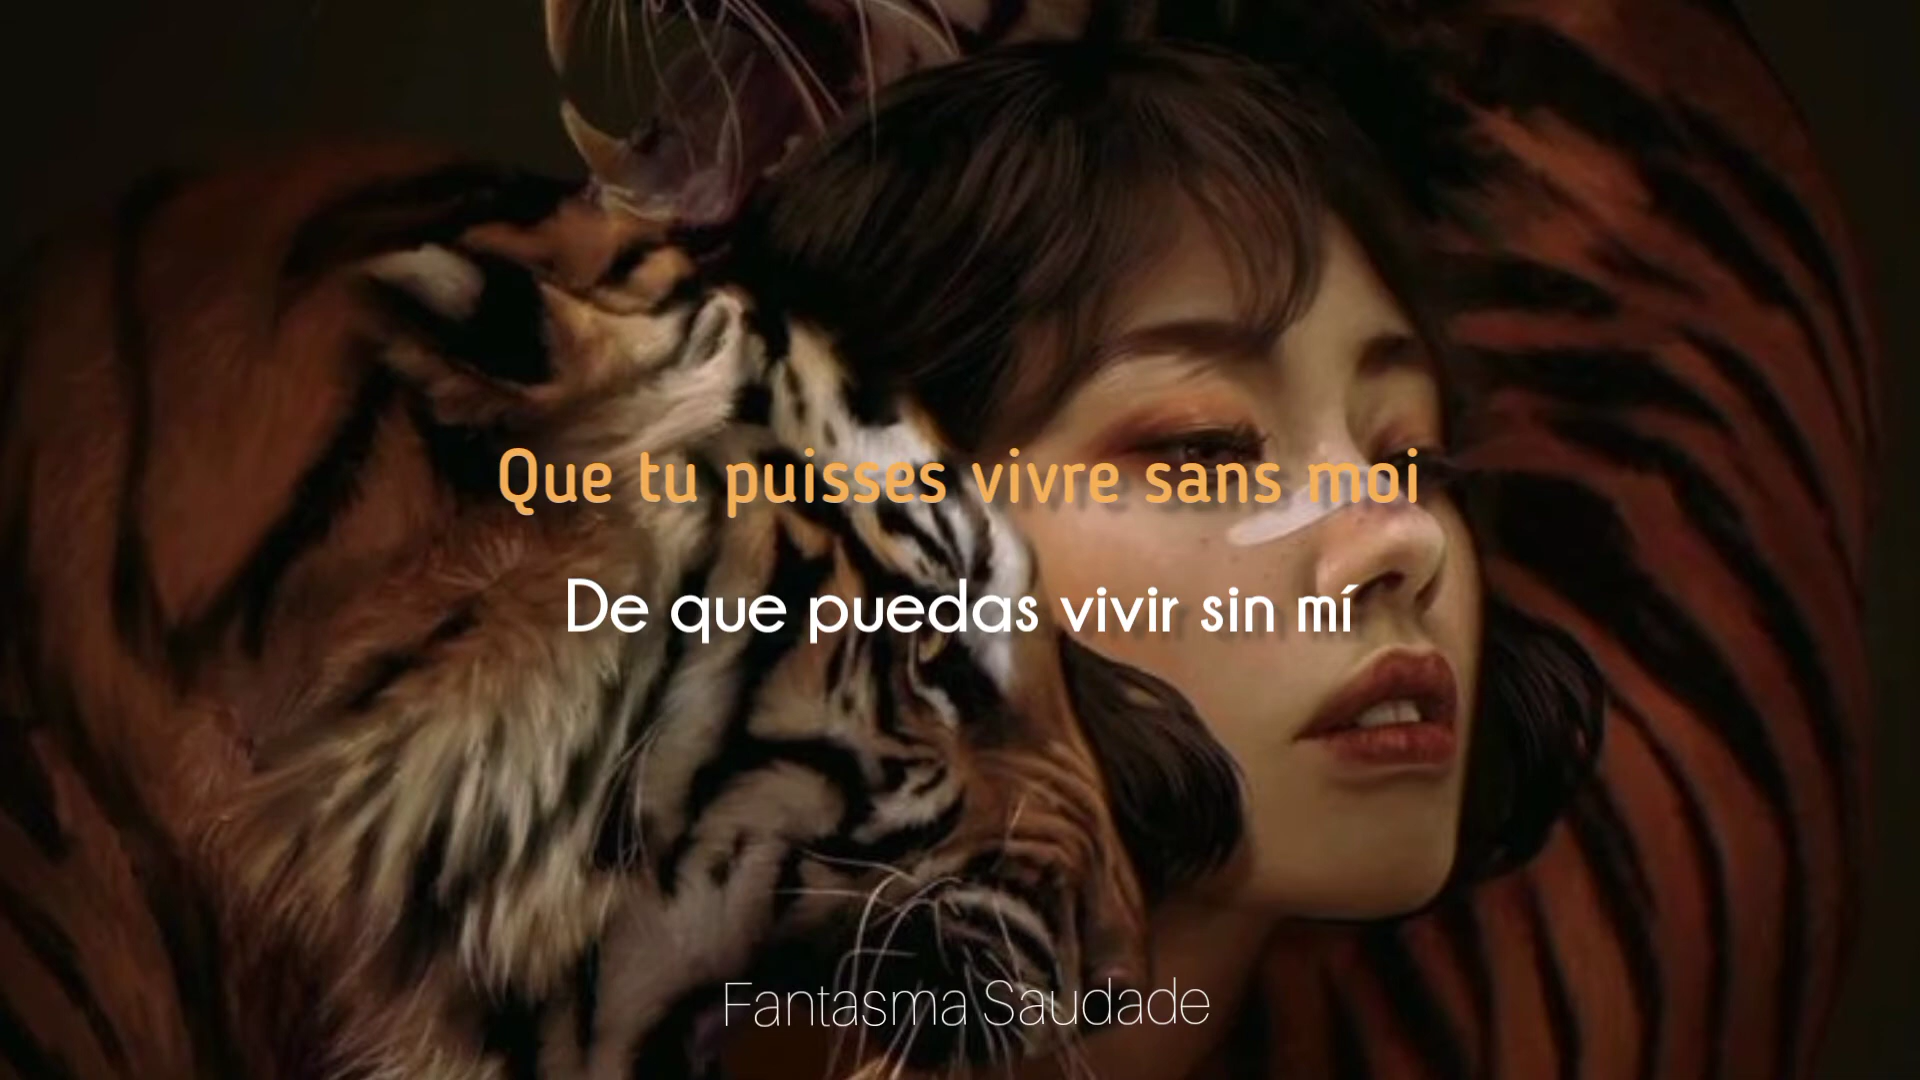 Que tu puisses vivre sans moi
De que puedas vivir sin mí
Fantasma Saudade